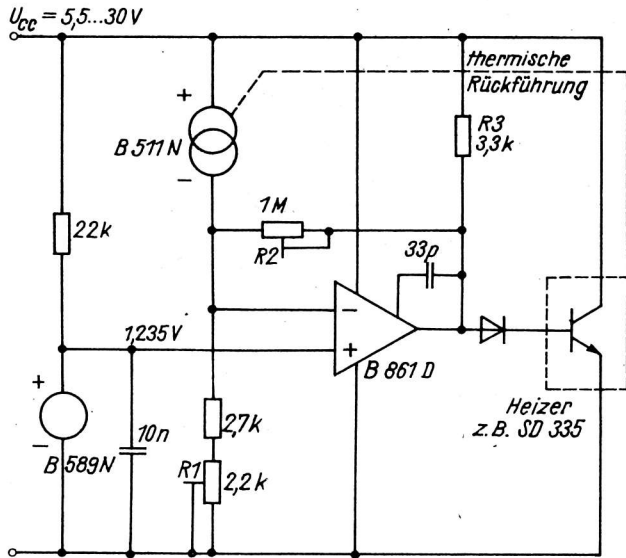 U_CC = 5,5...30 V
thermische
Rückführung
+
B 511 N
−
R3
3,3k
1M
R2
22k
33p
1,235 V
−
+
B 861 D
+
−
B 589 N
10n
2,7k
R1
2,2k
Heizer
z.B. SD 335